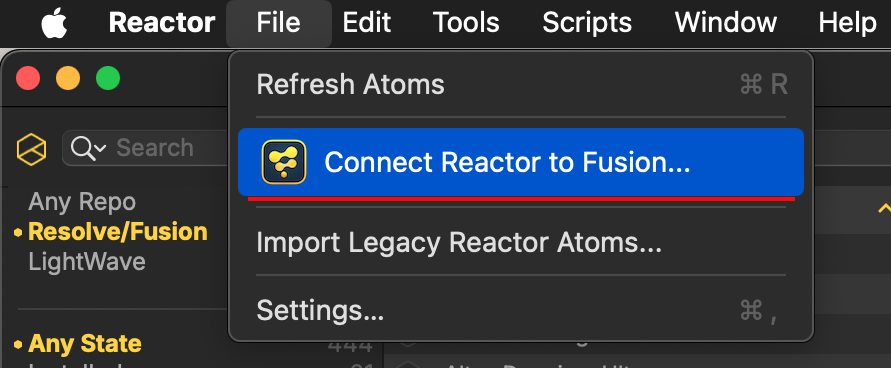 Reactor File Edit Tools Scripts Window Help
Refresh Atoms ⌘ R
Search
Connect Reactor to Fusion...
Any Repo
Resolve/Fusion
LightWave
Import Legacy Reactor Atoms...
Settings... ⌘ ,
Any State 444